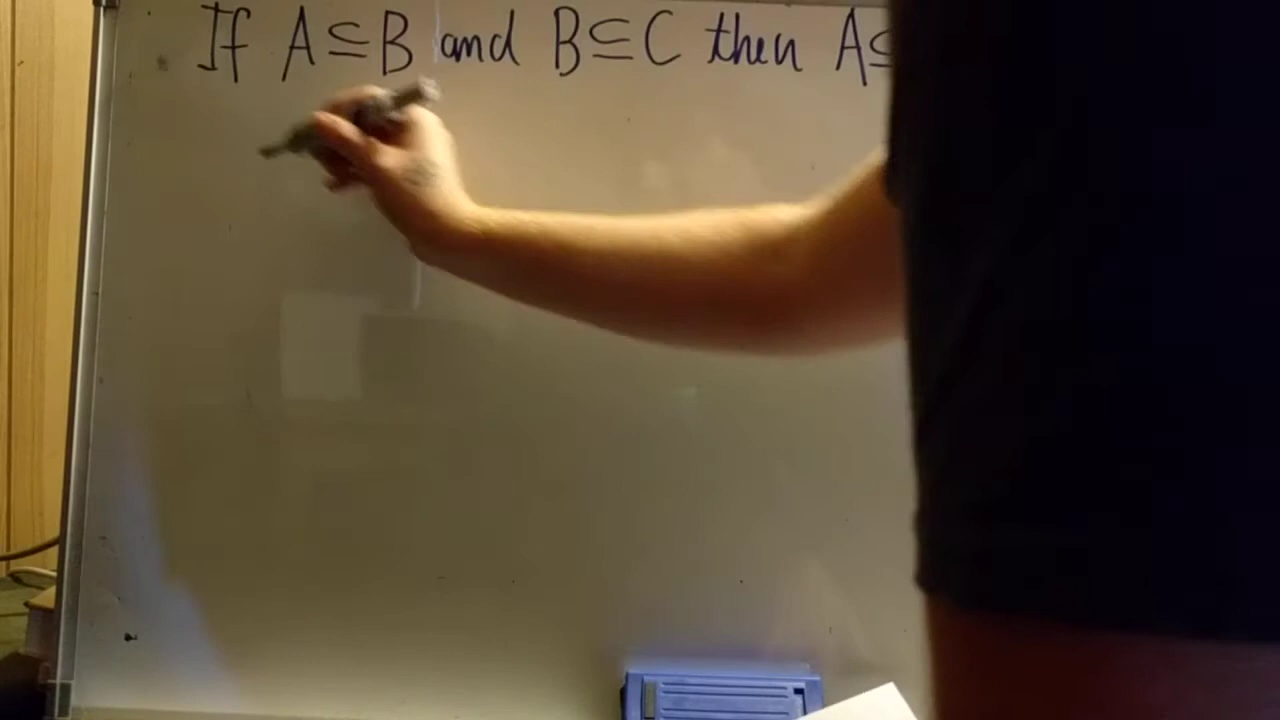 If A⊆B and B⊆C then A⊆